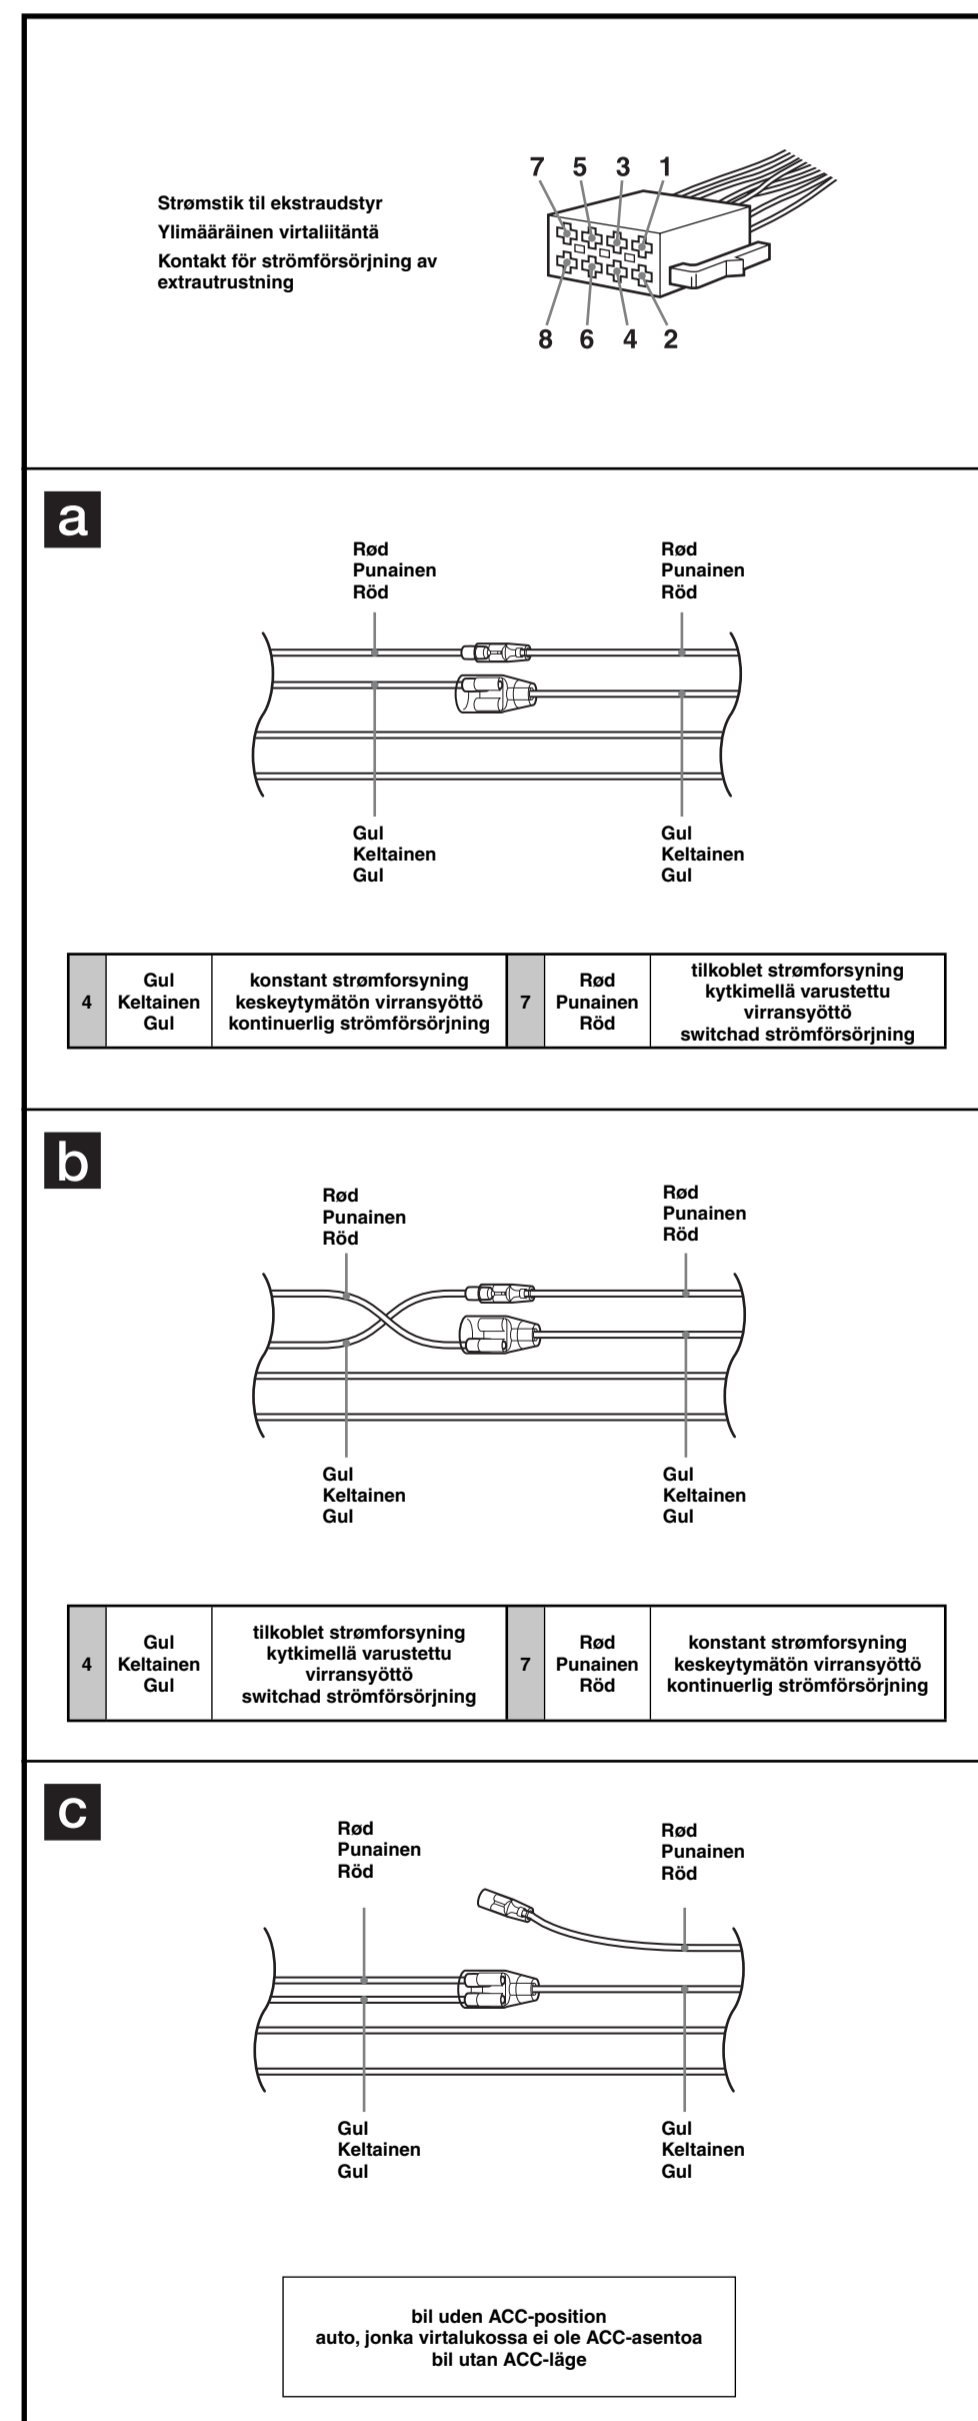 7 5 3 1
Strømstik til ekstraudstyr
Ylimääräinen virtaliitäntä
Kontakt för strömförsörjning av
extrautrustning
8 6 4 2
a
Rød
Punainen
Röd
Rød
Punainen
Röd
Gul
Keltainen
Gul
Gul
Keltainen
Gul
4
Gul
Keltainen
Gul
konstant strømforsyning
keskeytymätön virransyöttö
kontinuerlig strömförsörjning
7
Rød
Punainen
Röd
tilkoblet strømforsyning
kytkimellä varustettu
virransyöttö
switchad strömförsörjning
b
Rød
Punainen
Röd
Rød
Punainen
Röd
Gul
Keltainen
Gul
Gul
Keltainen
Gul
4
Gul
Keltainen
Gul
tilkoblet strømforsyning
kytkimellä varustettu
virransyöttö
switchad strömförsörjning
7
Rød
Punainen
Röd
konstant strømforsyning
keskeytymätön virransyöttö
kontinuerlig strömförsörjning
c
Rød
Punainen
Röd
Rød
Punainen
Röd
Gul
Keltainen
Gul
Gul
Keltainen
Gul
bil uden ACC-position
auto, jonka virtalukossa ei ole ACC-asentoa
bil utan ACC-läge